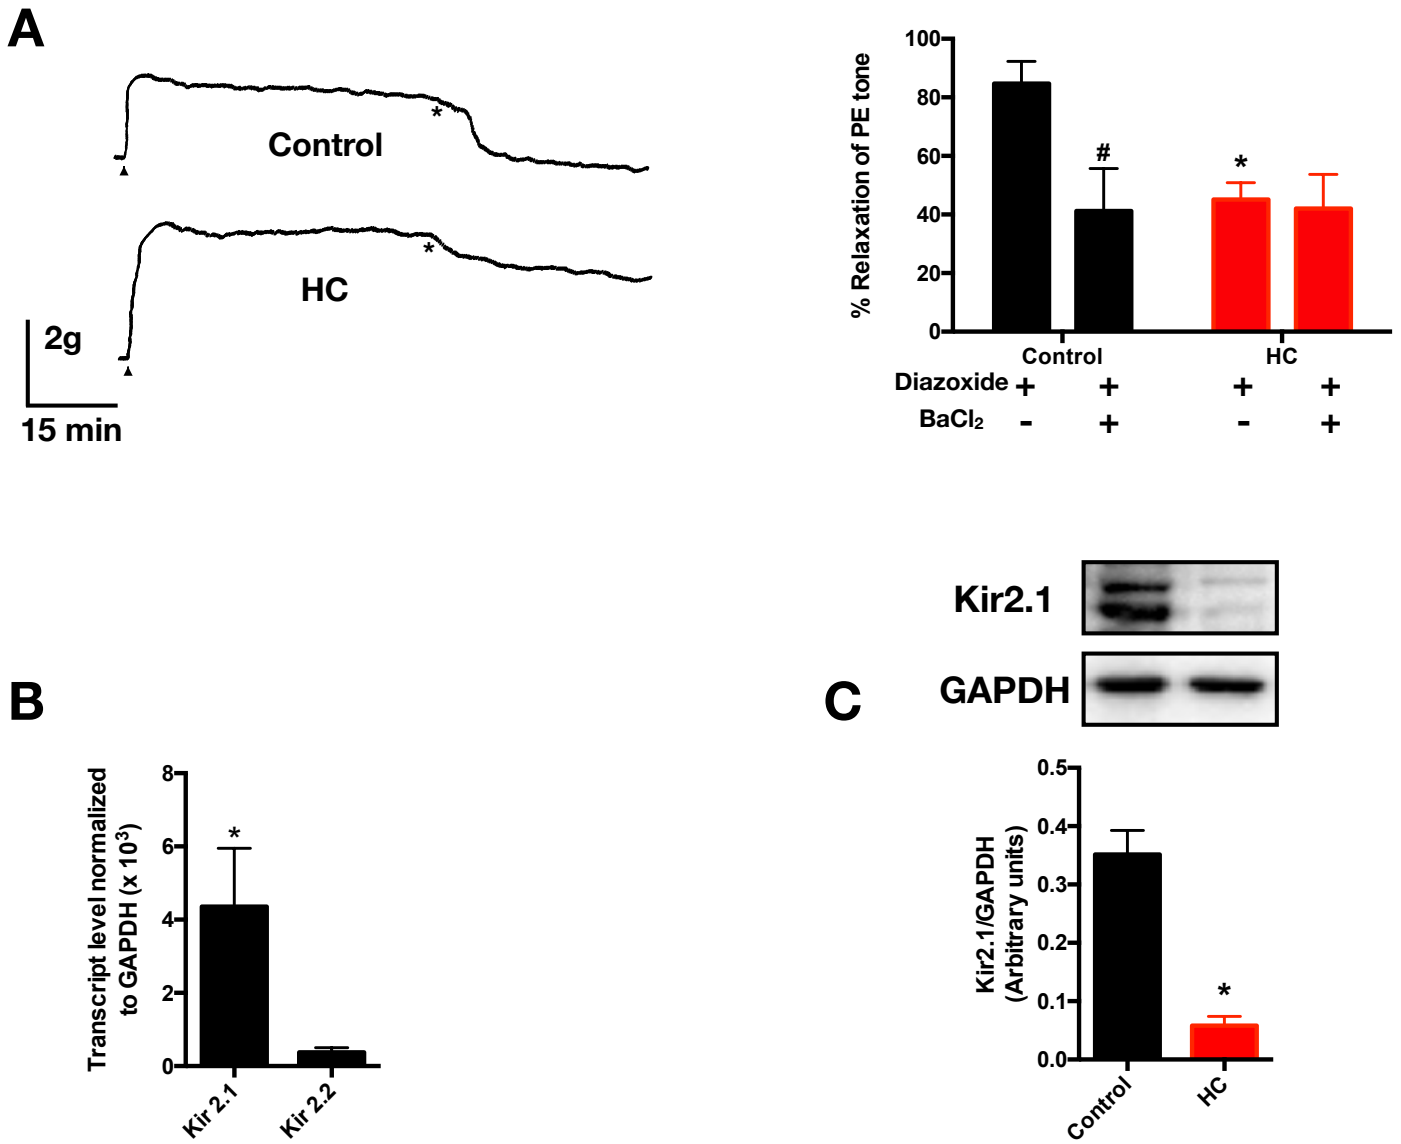 A
*
Control
*
HC
2g
15 min
% Relaxation of PE tone
100
80
60
40
20
0
#
*
Control
HC
Diazoxide + + + +
BaCl₂ - + - +
B
Transcript level normalized
to GAPDH (x 10³)
8
6
4
2
0
*
Kir 2.1
Kir 2.2
C
Kir2.1
GAPDH
Kir2.1/GAPDH
(Arbitrary units)
0.5
0.4
0.3
0.2
0.1
0.0
*
Control
HC